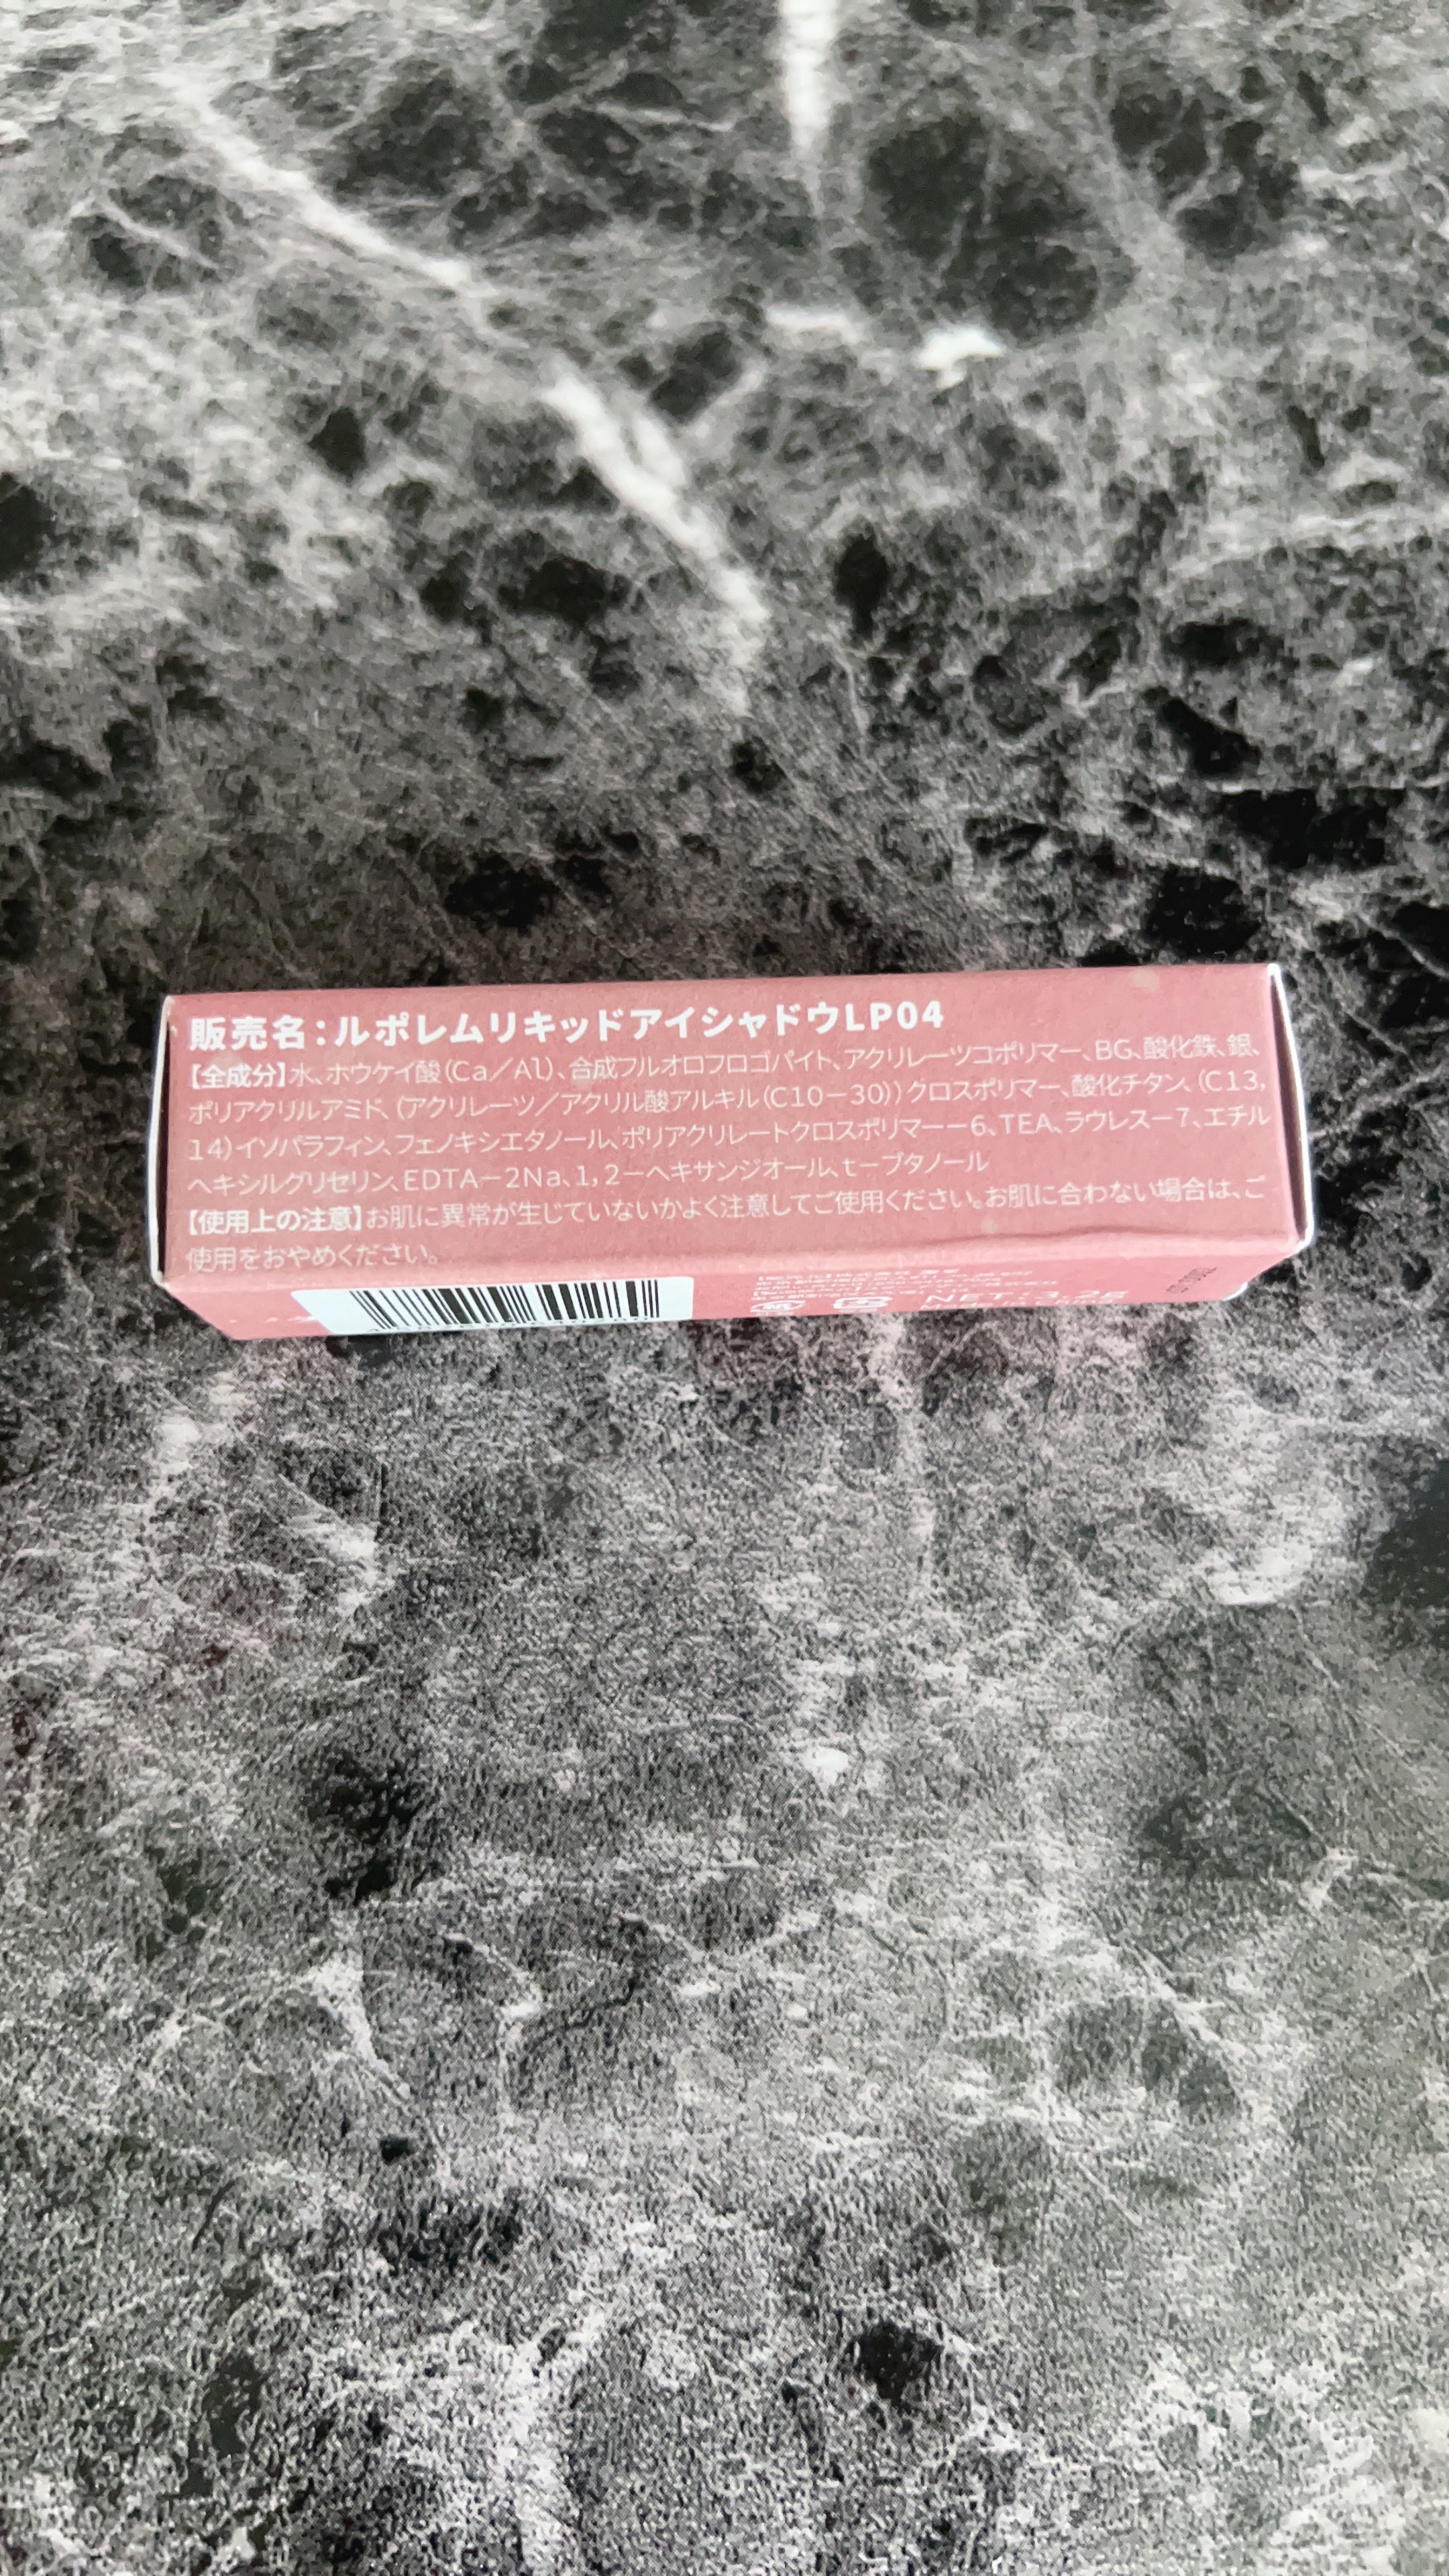 販売名：ルポレムリキッドアイシャドウLP04
【全成分】水、ホウケイ酸（Ca／Al）、合成フルオロフロゴパイト、アクリレーツコポリマー、BG、酸化鉄、銀、
ポリアクリルアミド、（アクリレーツ／アクリル酸アルキル（C10－30））クロスポリマー、酸化チタン、（C13，
14）イソパラフィン、フェノキシエタノール、ポリアクリレートクロスポリマー－6、TEA、ラウレス－7、エチル
ヘキシルグリセリン、EDTA－2Na、1，2－ヘキサンジオール、t－ブタノール
【使用上の注意】お肌に異常が生じていないかよく注意してご使用ください。お肌に合わない場合は、ご
使用をおやめください。
NET:3.2g